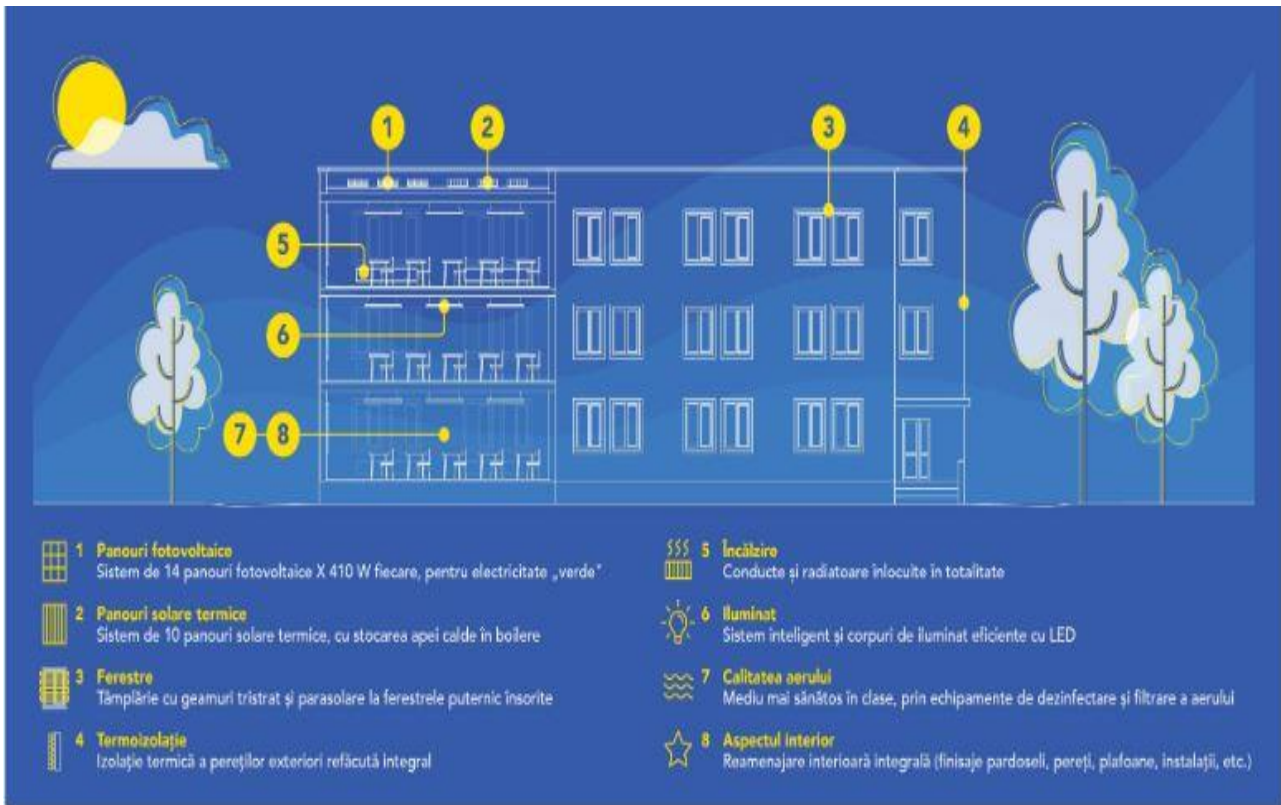 1
2
3
4
5
6
7
8
1 Panouri fotovoltaice
Sistem de 14 panouri fotovoltaice X 410 W fiecare, pentru electricitate „verde”
2 Panouri solare termice
Sistem de 10 panouri solare termice, cu stocarea apei calde în boilere
3 Ferestre
Tâmplărie cu geamuri tristrat și parasolare la ferestrele puternic însorite
4 Termoizolație
Izolație termică a pereților exteriori refăcută integral
5 Încălzire
Conducte și radiatoare înlocuite in totalitate
6 Iluminat
Sistem inteligent și corpuri de iluminat eficiente cu LED
7 Calitatea aerului
Mediu mai sănătos în clase, prin echipamente de dezinfectare și filtrare a aerului
8 Aspectul interior
Reamenajare interioară integrală (finisaje pardoseli, pereți, plafoane, instalații, etc.)